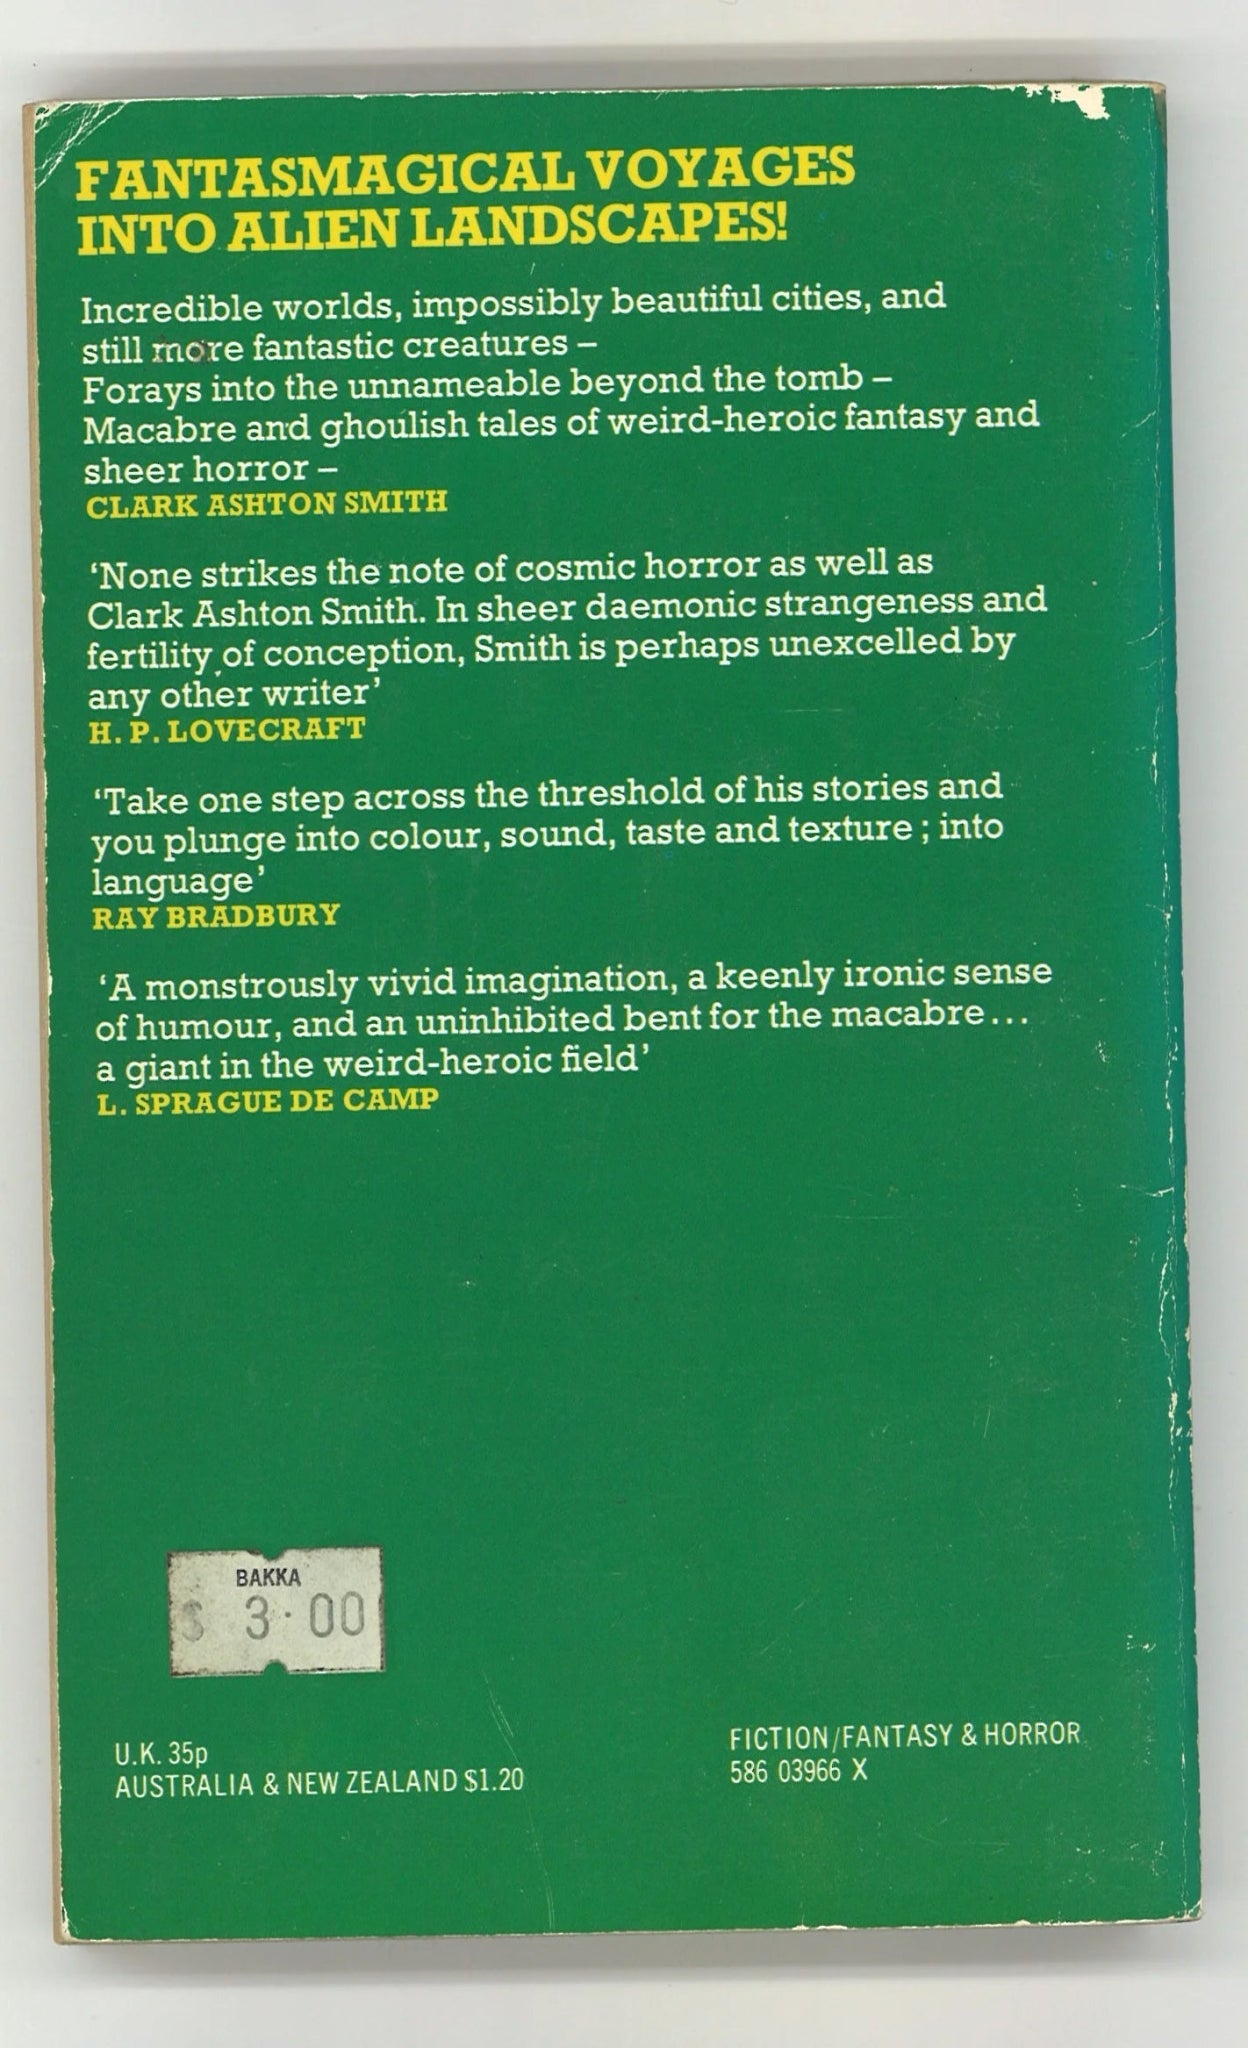 FANTASMAGICAL VOYAGES
INTO ALIEN LANDSCAPES!
Incredible worlds, impossibly beautiful cities, and
still more fantastic creatures –
Forays into the unnameable beyond the tomb –
Macabre and ghoulish tales of weird-heroic fantasy and
sheer horror –
CLARK ASHTON SMITH
‘None strikes the note of cosmic horror as well as
Clark Ashton Smith. In sheer daemonic strangeness and
fertility of conception, Smith is perhaps unexcelled by
any other writer’
H. P. LOVECRAFT
‘Take one step across the threshold of his stories and
you plunge into colour, sound, taste and texture ; into
language’
RAY BRADBURY
‘A monstrously vivid imagination, a keenly ironic sense
of humour, and an uninhibited bent for the macabre...
a giant in the weird-heroic field’
L. SPRAGUE DE CAMP
BAKKA
$ 3.00
U.K. 35p
AUSTRALIA & NEW ZEALAND $1.20
FICTION/FANTASY & HORROR
586 03966 X